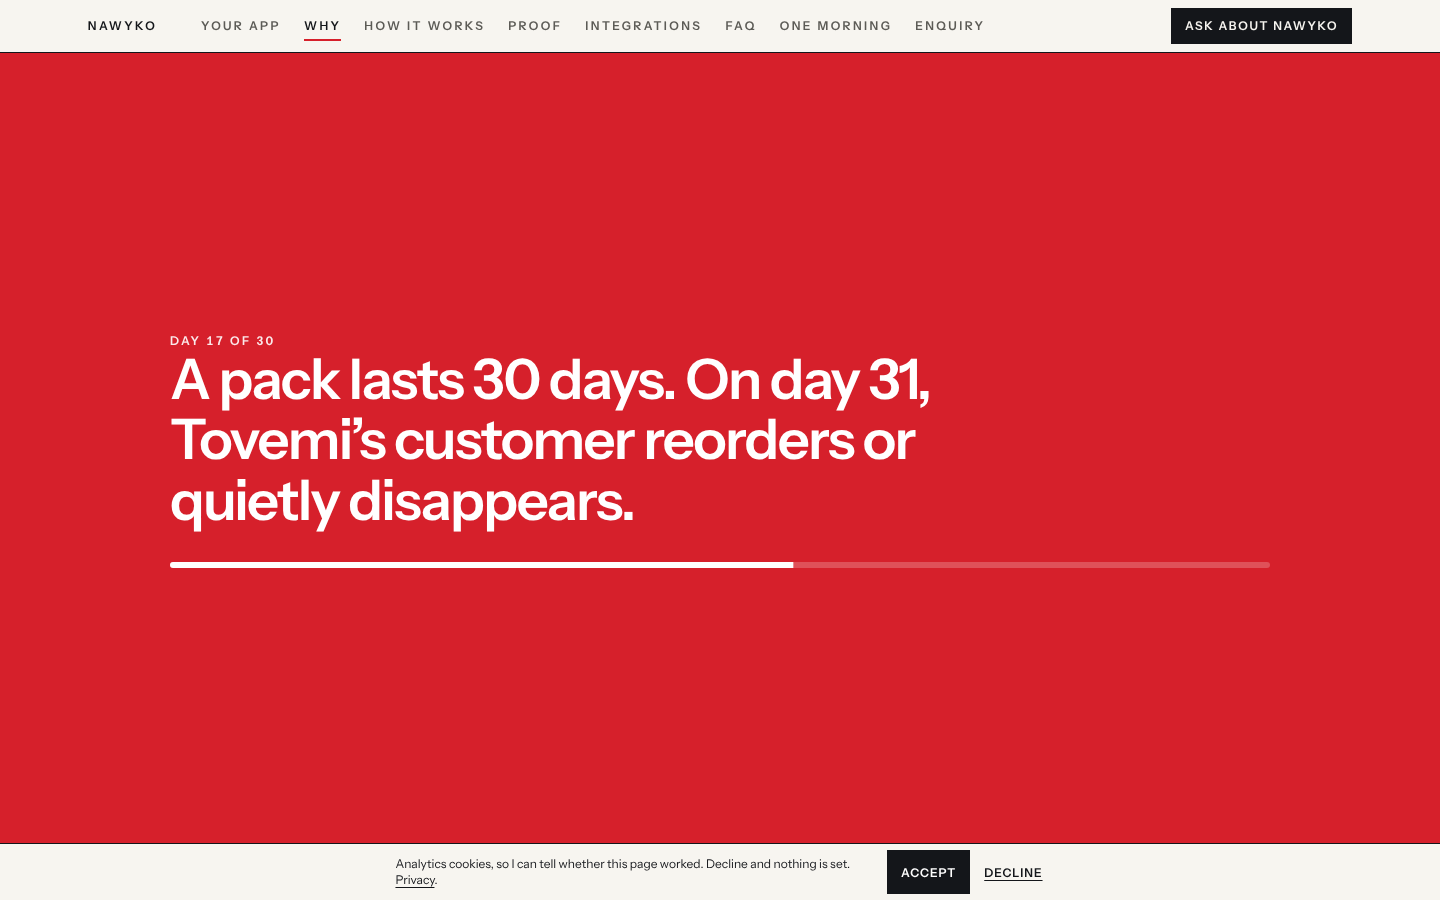 NAWYKO
YOUR APP
WHY
HOW IT WORKS
PROOF
INTEGRATIONS
FAQ
ONE MORNING
ENQUIRY
ASK ABOUT NAWYKO
DAY 17 OF 30
A pack lasts 30 days. On day 31,
Tovemi’s customer reorders or
quietly disappears.
Analytics cookies, so I can tell whether this page worked. Decline and nothing is set.
Privacy.
ACCEPT
DECLINE